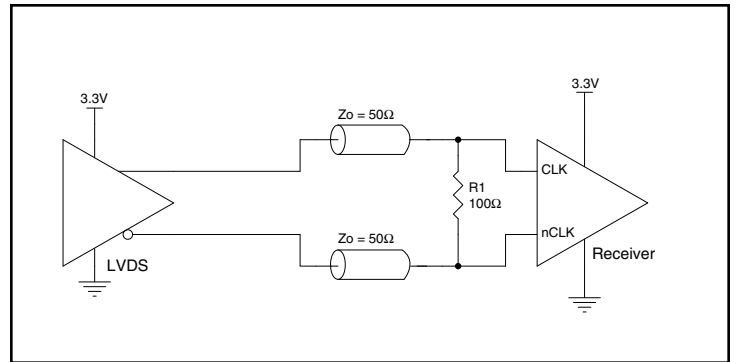 3.3V
3.3V
Zo = 50Ω
CLK
R1
100Ω
nCLK
Zo = 50Ω
Receiver
LVDS